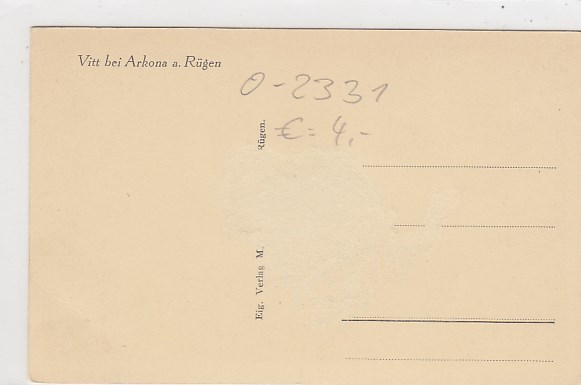 Vitt bei Arkona a. Rügen
0-2331
€ = 4,-
Eig. Verlag M. Rügen.